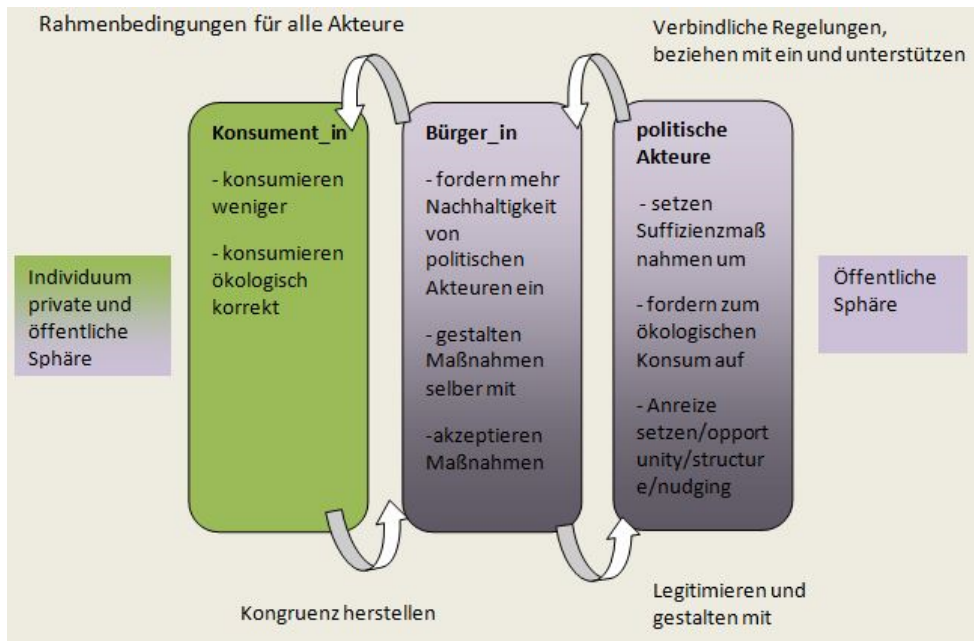 Rahmenbedingungen für alle Akteure
Verbindliche Regelungen,
beziehen mit ein und unterstützen
Konsument_in
- konsumieren
weniger
- konsumieren
ökologisch
korrekt
Bürger_in
- fordern mehr
Nachhaltigkeit
von
politischen
Akteuren ein
- gestalten
Maßnahmen
selber mit
-akzeptieren
Maßnahmen
politische
Akteure
- setzen
Suffizienzmaß
nahmen um
- fordern zum
ökologischen
Konsum auf
- Anreize
setzen/opport
unity/structur
e/nudging
Individuum
private und
öffentliche
Sphäre
Öffentliche
Sphäre
Kongruenz herstellen
Legitimieren und
gestalten mit